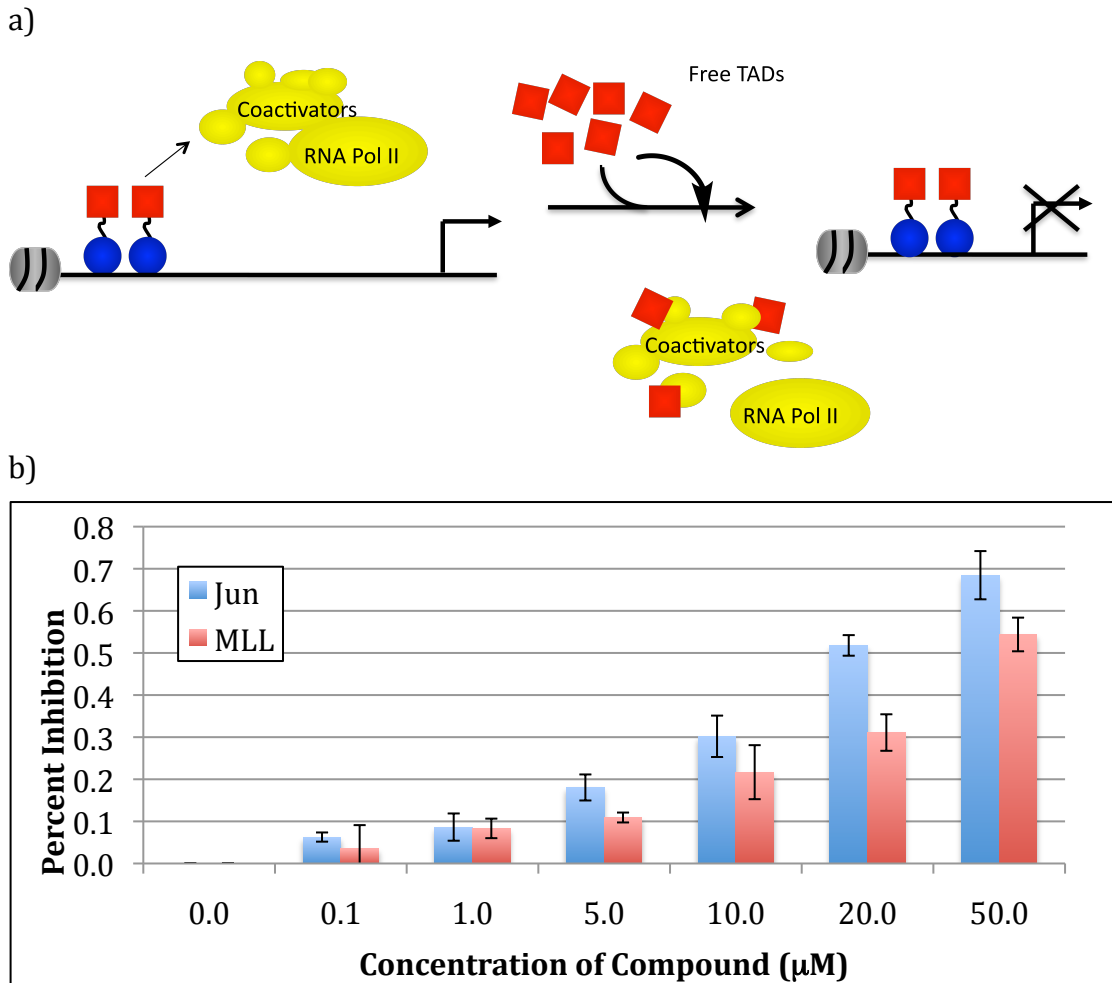 a)
Free TADs
Coactivators
RNA Pol II
Coactivators
RNA Pol II
b)
0.8
0.7
0.6
0.5
0.4
0.3
0.2
0.1
0.0
Percent Inhibition
Jun
MLL
0.0 0.1 1.0 5.0 10.0 20.0 50.0
Concentration of Compound (μM)